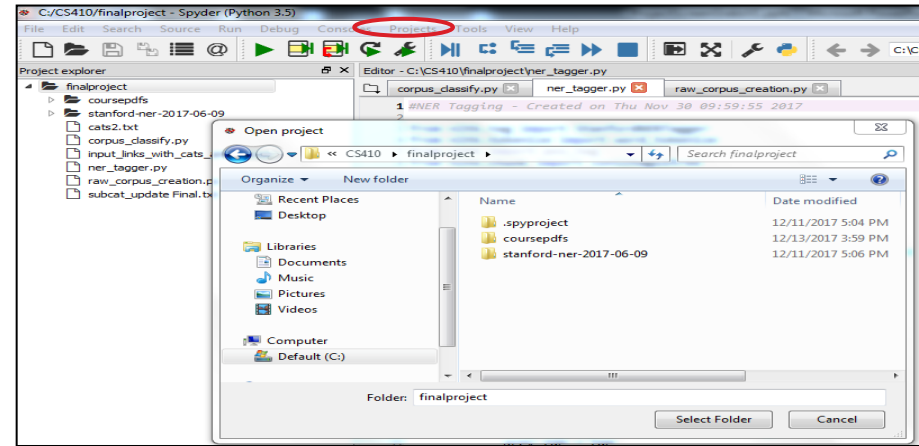 C:/CS410/finalproject - Spyder (Python 3.5)
File Edit Search Source Run Debug Consoles Projects Tools View Help
C:\C
Project explorer
Editor - C:\CS410\finalproject\ner_tagger.py
finalproject
coursepdfs
stanford-ner-2017-06-09
cats2.txt
corpus_classify.py
input_links_with_cats_
ner_tagger.py
raw_corpus_creation.p
subcat_update Final.tx
corpus_classify.py ner_tagger.py raw_corpus_creation.py
1 #NER Tagging - Created on Thu Nov 30 09:59:55 2017
2
Open project
« CS410 finalproject
Search finalproject
Organize New folder
Recent Places
Desktop
Libraries
Documents
Music
Pictures
Videos
Computer
Default (C:)
Name Date modified
.spyproject 12/11/2017 5:04 PM
coursepdfs 12/13/2017 3:59 PM
stanford-ner-2017-06-09 12/11/2017 5:06 PM
Folder: finalproject
Select Folder Cancel